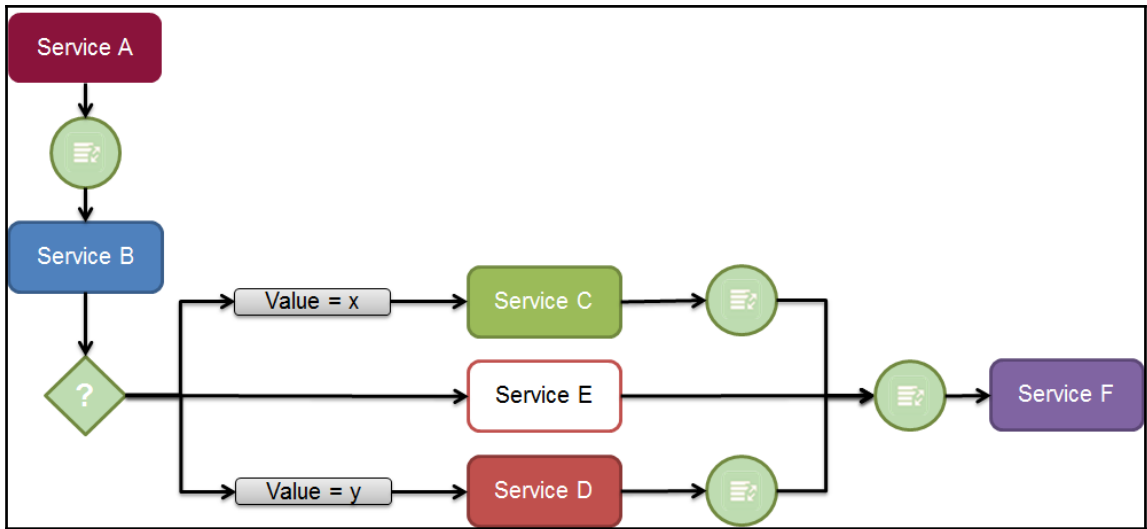 Service A
Service B
Value = x
Service C
?
Service E
Service F
Value = y
Service D